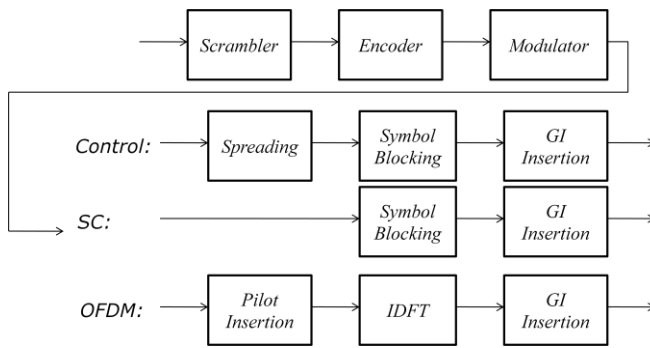 Scrambler
Encoder
Modulator
Control:
Spreading
Symbol
Blocking
GI
Insertion
SC:
Symbol
Blocking
GI
Insertion
OFDM:
Pilot
Insertion
IDFT
GI
Insertion